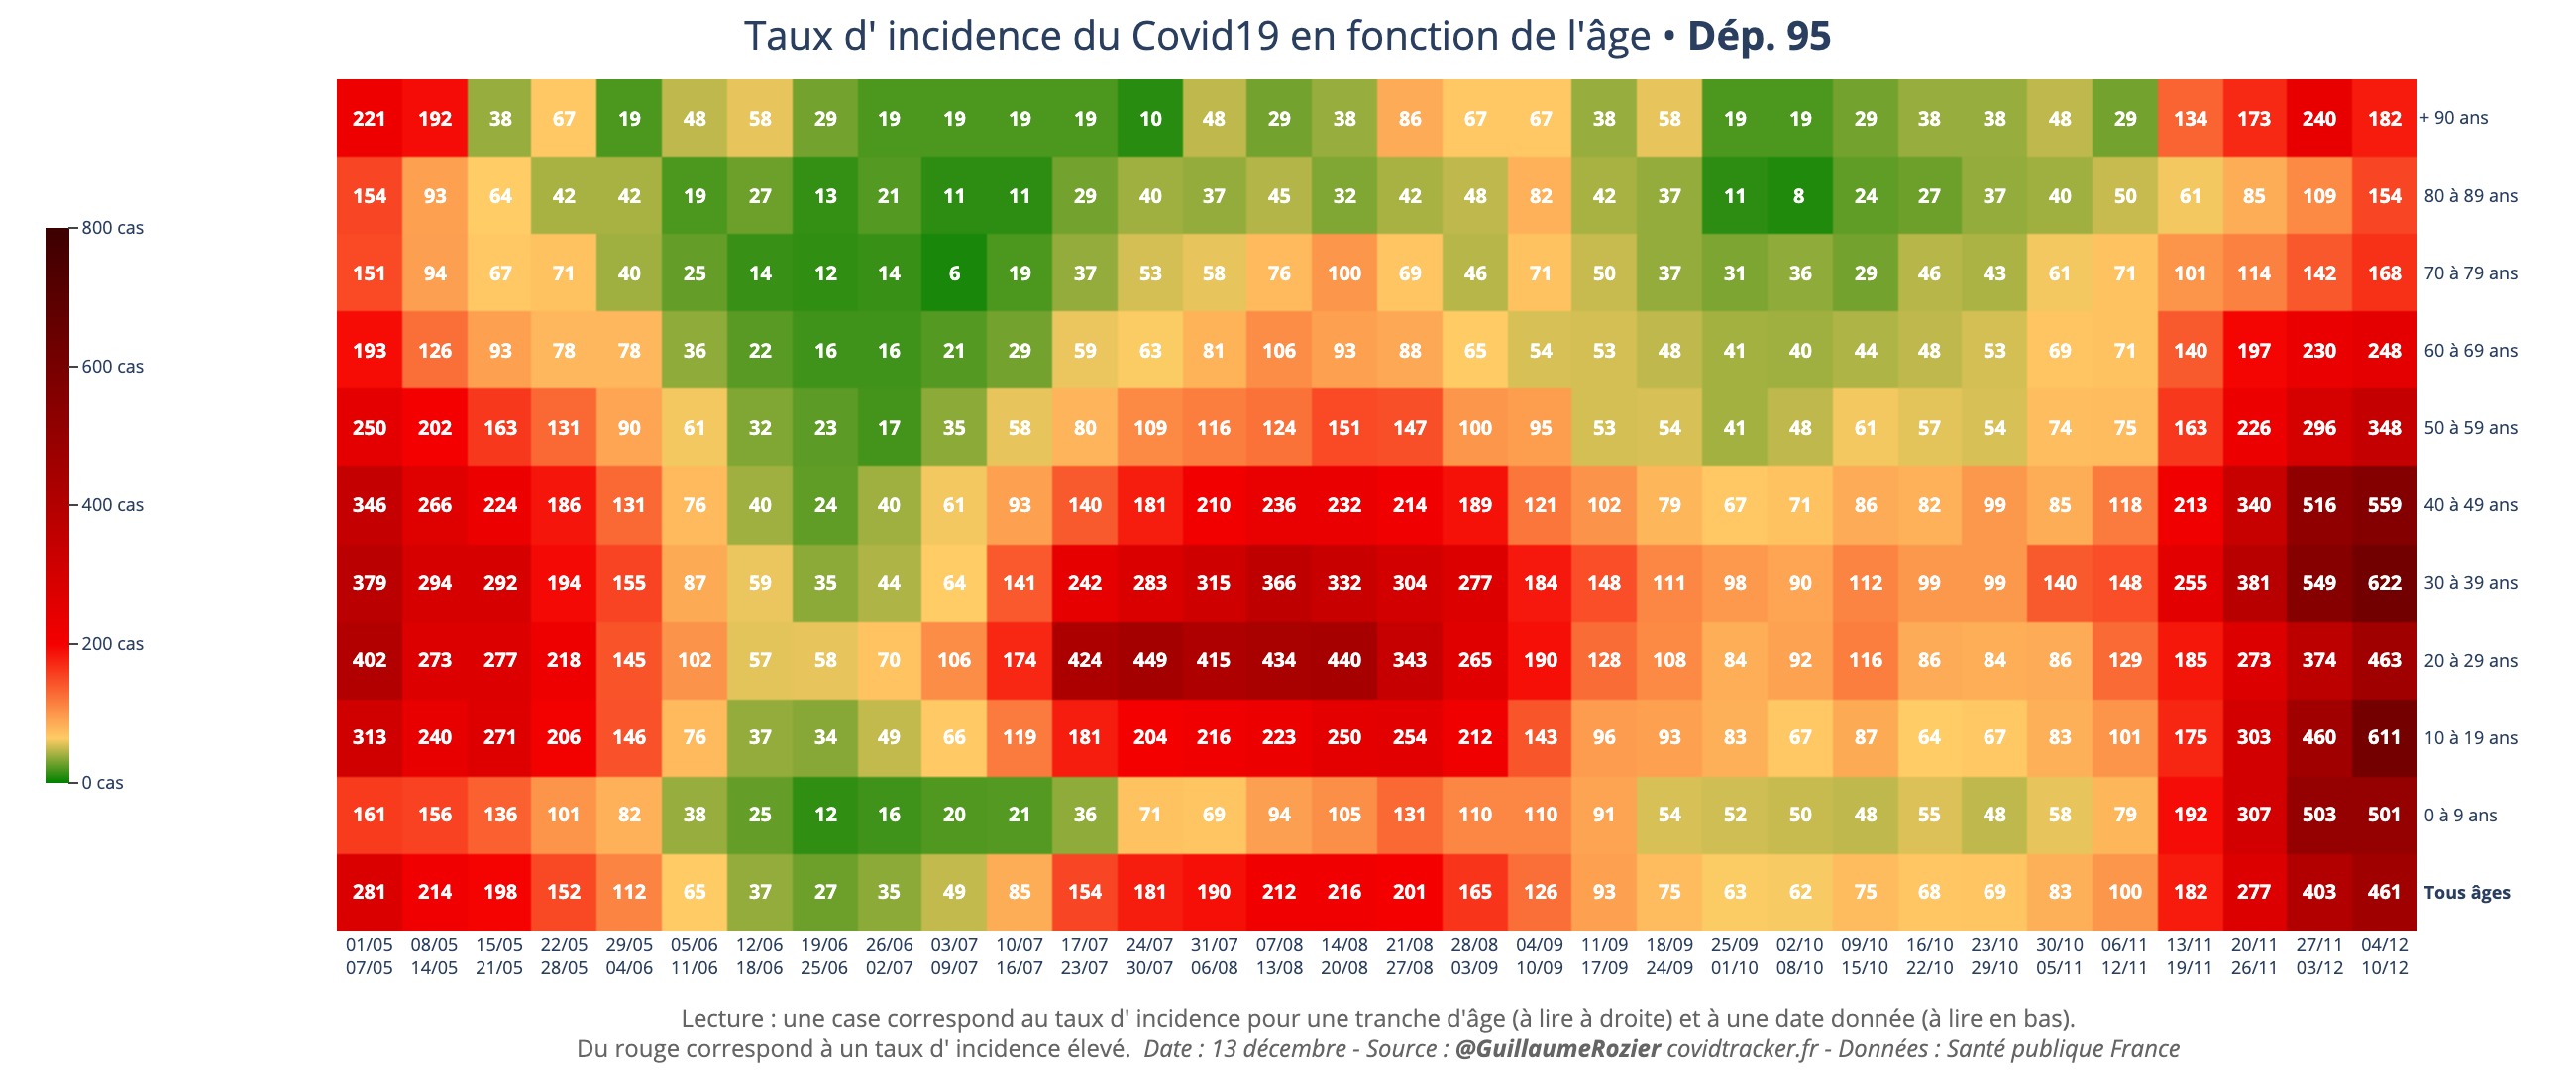 Taux d' incidence du Covid19 en fonction de l'âge • Dép. 95
800 cas
600 cas
400 cas
200 cas
0 cas
221 192 38 67 19 48 58 29 19 19 19 19 10 48 29 38 86 67 67 38 58 19 19 29 38 38 48 29 134 173 240 182 + 90 ans
154 93 64 42 42 19 27 13 21 11 11 29 40 37 45 32 42 48 82 42 37 11 8 24 27 37 40 50 61 85 109 154 80 à 89 ans
151 94 67 71 40 25 14 12 14 6 19 37 53 58 76 100 69 46 71 50 37 31 36 29 46 43 61 71 101 114 142 168 70 à 79 ans
193 126 93 78 78 36 22 16 16 21 29 59 63 81 106 93 88 65 54 53 48 41 40 44 48 53 69 71 140 197 230 248 60 à 69 ans
250 202 163 131 90 61 32 23 17 35 58 80 109 116 124 151 147 100 95 53 54 41 48 61 57 54 74 75 163 226 296 348 50 à 59 ans
346 266 224 186 131 76 40 24 40 61 93 140 181 210 236 232 214 189 121 102 79 67 71 86 82 99 85 118 213 340 516 559 40 à 49 ans
379 294 292 194 155 87 59 35 44 64 141 242 283 315 366 332 304 277 184 148 111 98 90 112 99 99 140 148 255 381 549 622 30 à 39 ans
402 273 277 218 145 102 57 58 70 106 174 424 449 415 434 440 343 265 190 128 108 84 92 116 86 84 86 129 185 273 374 463 20 à 29 ans
313 240 271 206 146 76 37 34 49 66 119 181 204 216 223 250 254 212 143 96 93 83 67 87 64 67 83 101 175 303 460 611 10 à 19 ans
161 156 136 101 82 38 25 12 16 20 21 36 71 69 94 105 131 110 110 91 54 52 50 48 55 48 58 79 192 307 503 501 0 à 9 ans
281 214 198 152 112 65 37 27 35 49 85 154 181 190 212 216 201 165 126 93 75 63 62 75 68 69 83 100 182 277 403 461 Tous âges
01/05 08/05 15/05 22/05 29/05 05/06 12/06 19/06 26/06 03/07 10/07 17/07 24/07 31/07 07/08 14/08 21/08 28/08 04/09 11/09 18/09 25/09 02/10 09/10 16/10 23/10 30/10 06/11 13/11 20/11 27/11 04/12
07/05 14/05 21/05 28/05 04/06 11/06 18/06 25/06 02/07 09/07 16/07 23/07 30/07 06/08 13/08 20/08 27/08 03/09 10/09 17/09 24/09 01/10 08/10 15/10 22/10 29/10 05/11 12/11 19/11 26/11 03/12 10/12
Lecture : une case correspond au taux d' incidence pour une tranche d'âge (à lire à droite) et à une date donnée (à lire en bas).
Du rouge correspond à un taux d' incidence élevé. Date : 13 décembre - Source : @GuillaumeRozier covidtracker.fr - Données : Santé publique France